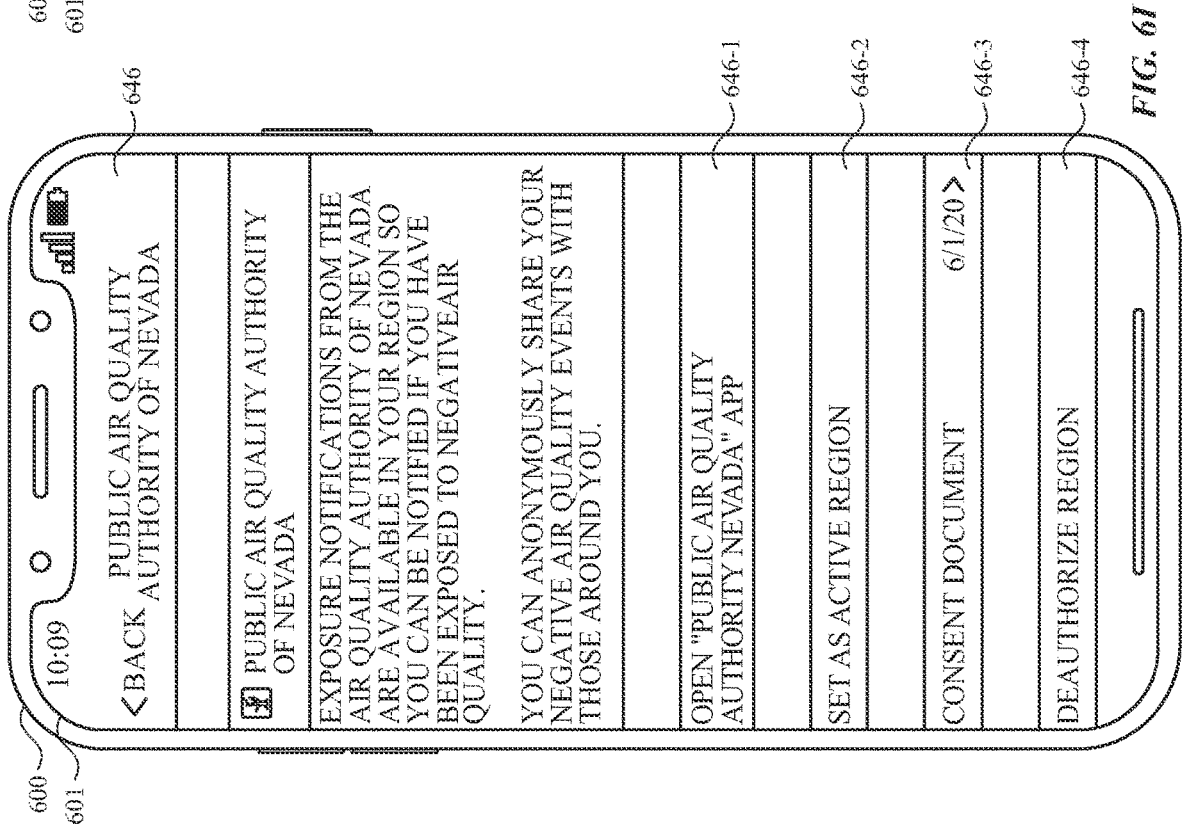 600
601
10:09
646
<BACK
PUBLIC AIR QUALITY
AUTHORITY OF NEVADA
PUBLIC AIR QUALITY AUTHORITY
OF NEVADA
EXPOSURE NOTIFICATIONS FROM THE
AIR QUALITY AUTHORITY OF NEVADA
ARE AVAILABLE IN YOUR REGION SO
YOU CAN BE NOTIFIED IF YOU HAVE
BEEN EXPOSED TO NEGATIVEAIR
QUALITY.
YOU CAN ANONYMOUSLY SHARE YOUR
NEGATIVE AIR QUALITY EVENTS WITH
THOSE AROUND YOU.
OPEN "PUBLIC AIR QUALITY
AUTHORITY NEVADA" APP
646-1
SET AS ACTIVE REGION
646-2
CONSENT DOCUMENT 6/1/20 >
646-3
DEAUTHORIZE REGION
646-4
FIG. 6I
601